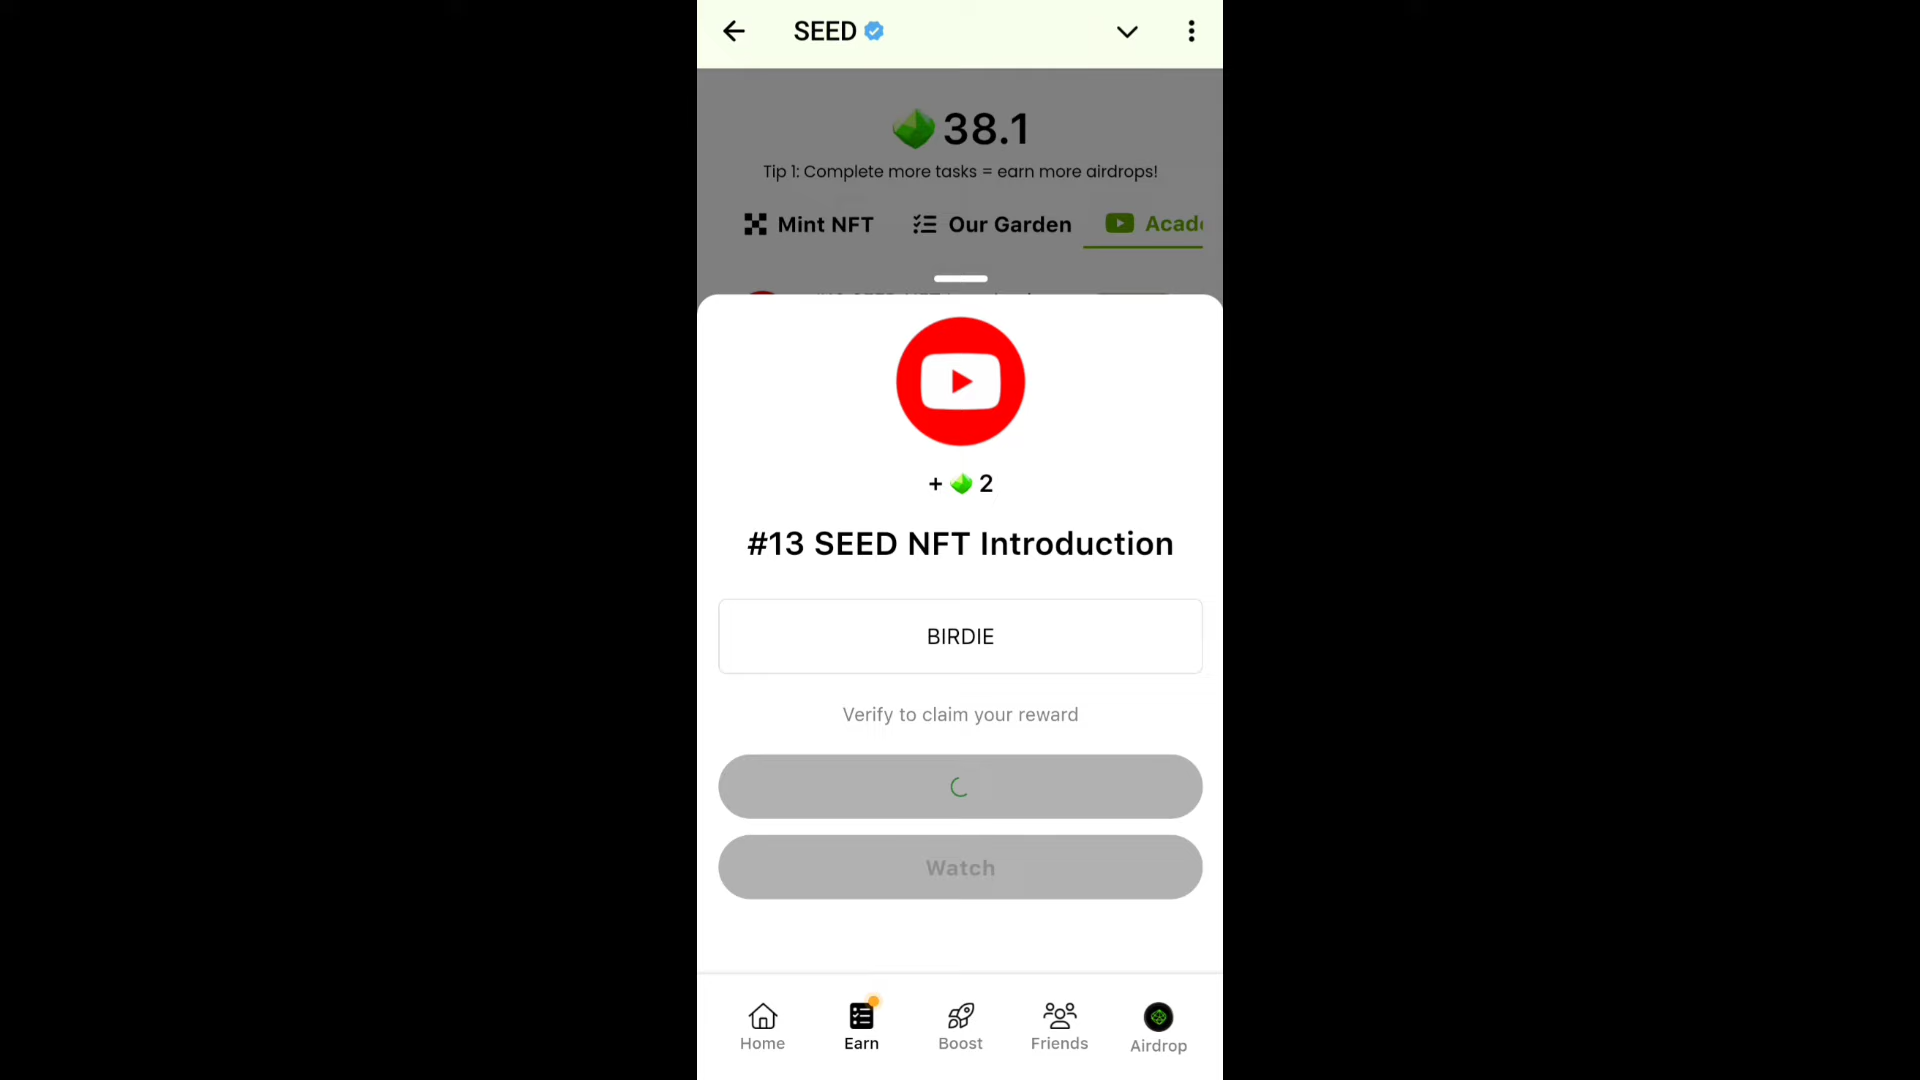 SEED
38.1
Tip 1: Complete more tasks = earn more airdrops!
Mint NFT Our Garden Acad
+ 2
#13 SEED NFT Introduction
BIRDIE
Verify to claim your reward
Watch
Home Earn Boost Friends Airdrop